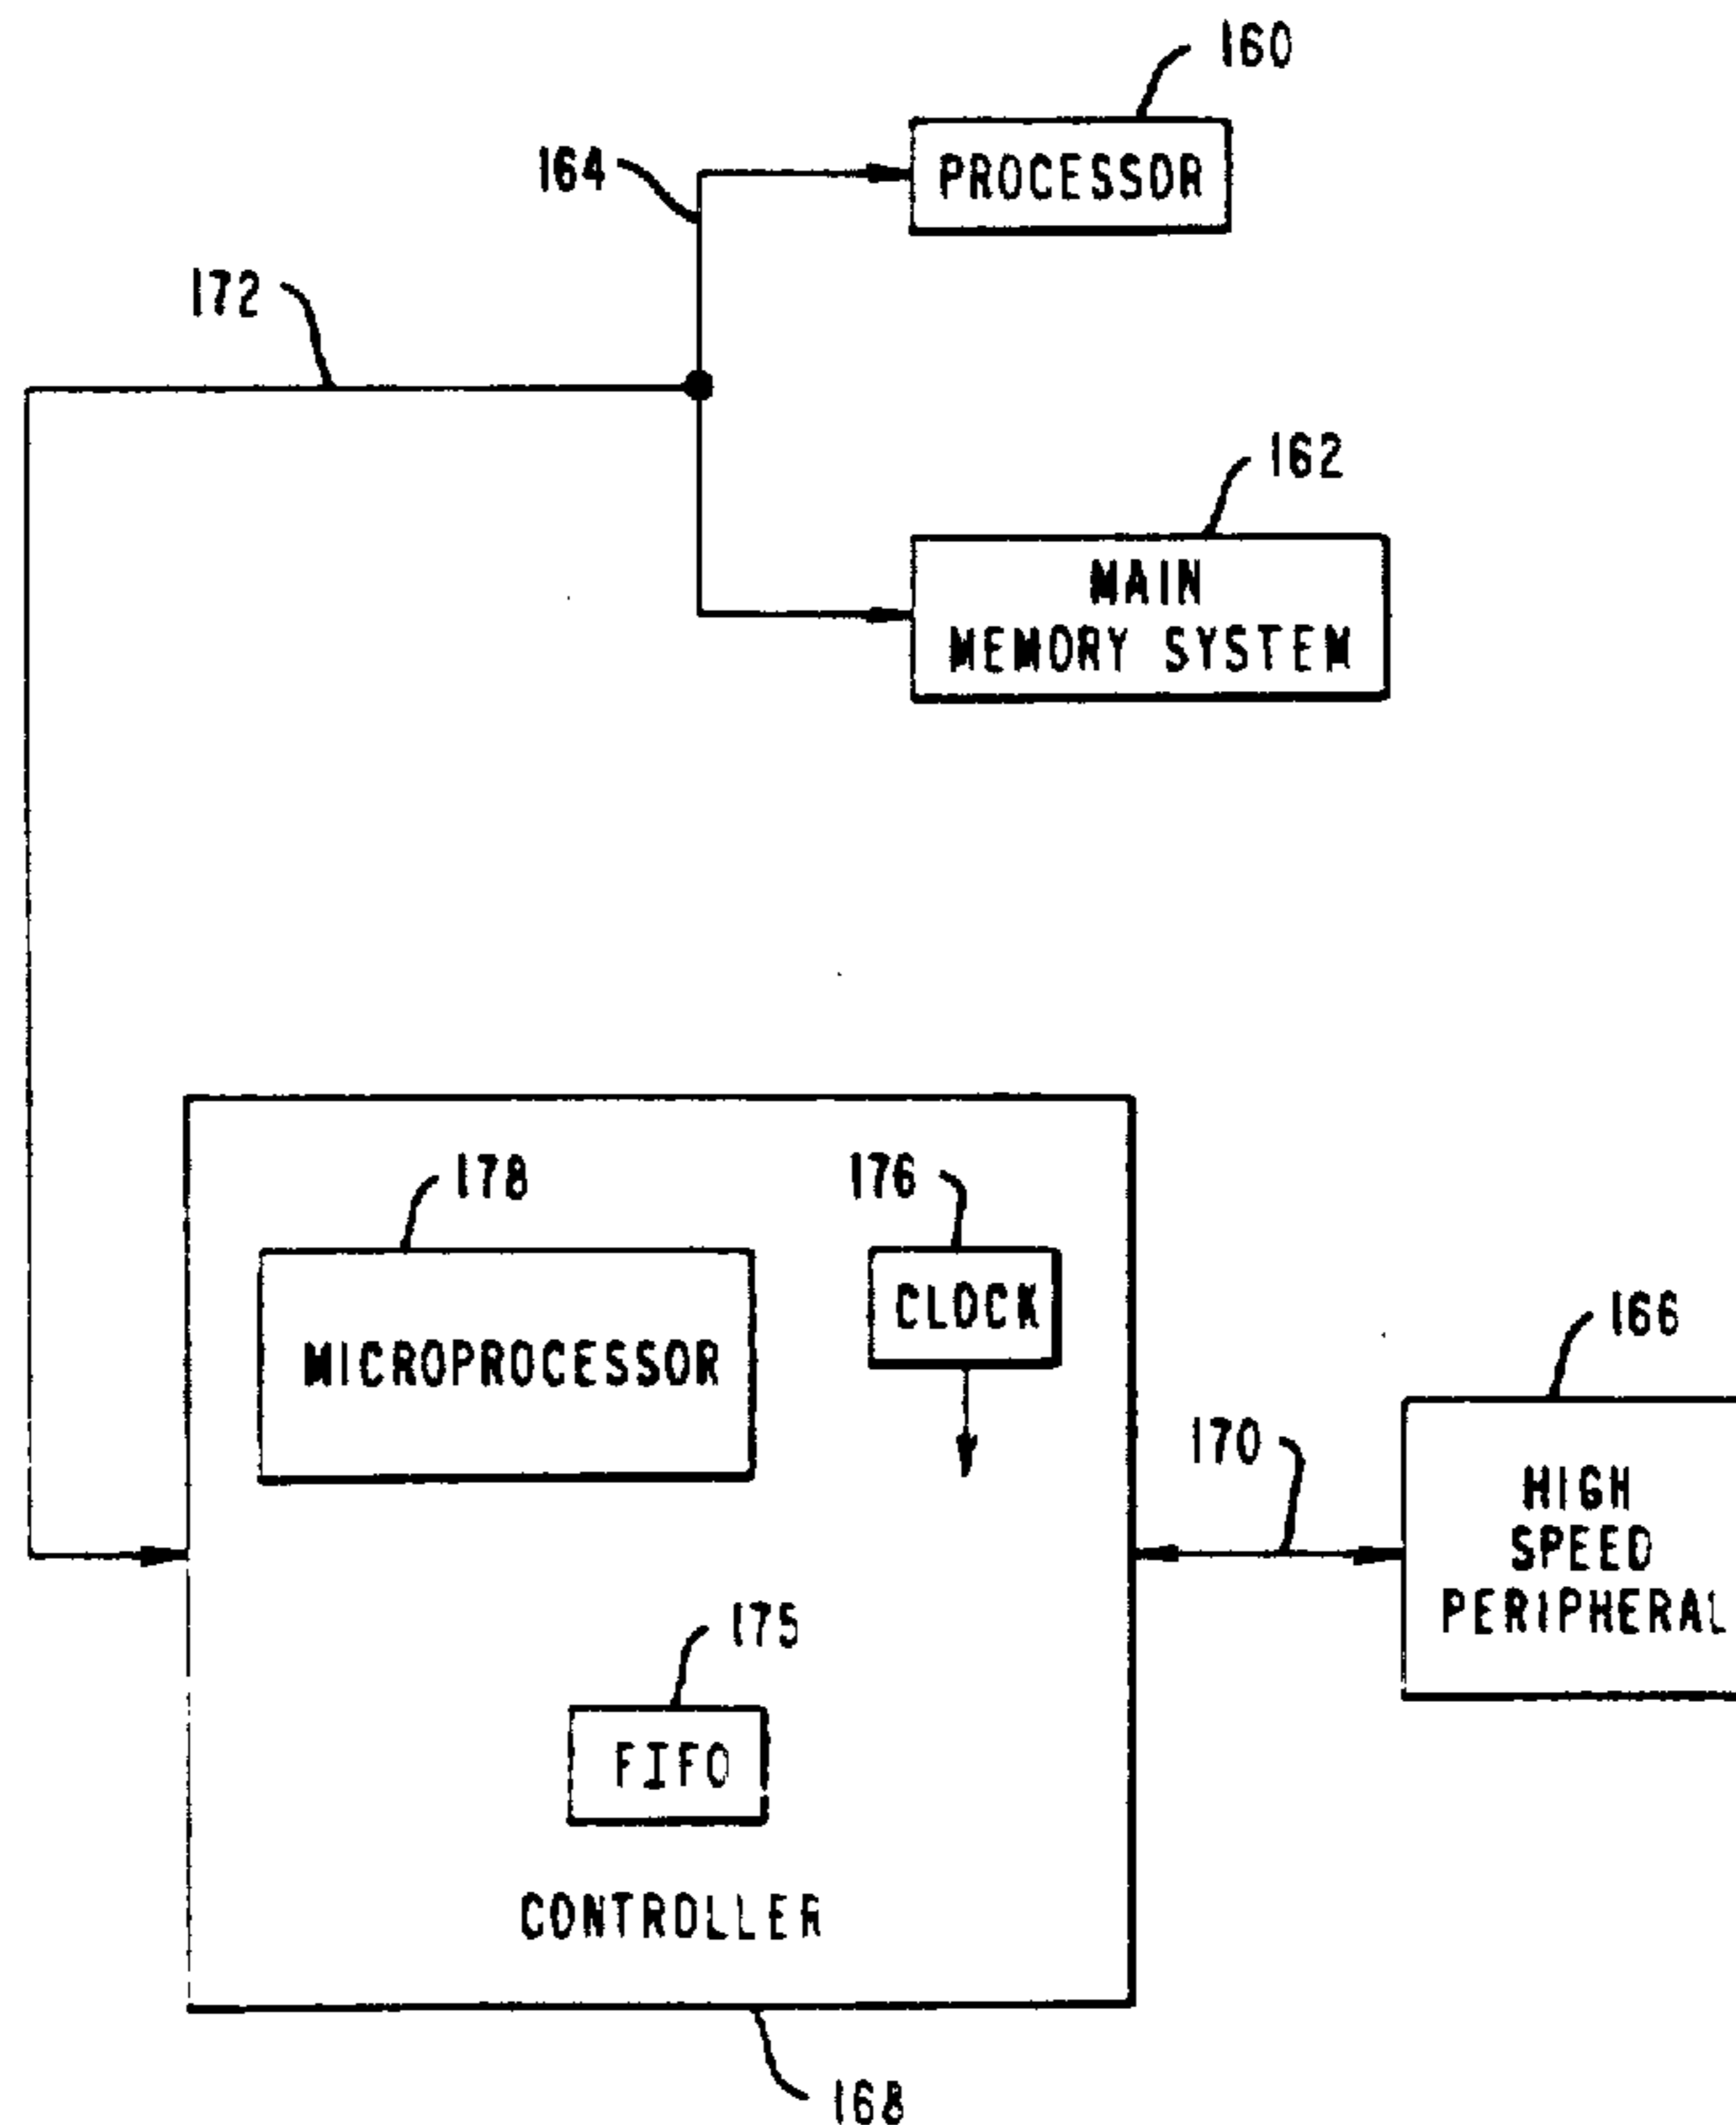 160
164
PROCESSOR
172
162
MAIN
MEMORY SYSTEM
178
176
CLOCK
MICROPROCESSOR
166
170
HIGH
SPEED
PERIPHERAL
175
FIFO
CONTROLLER
168